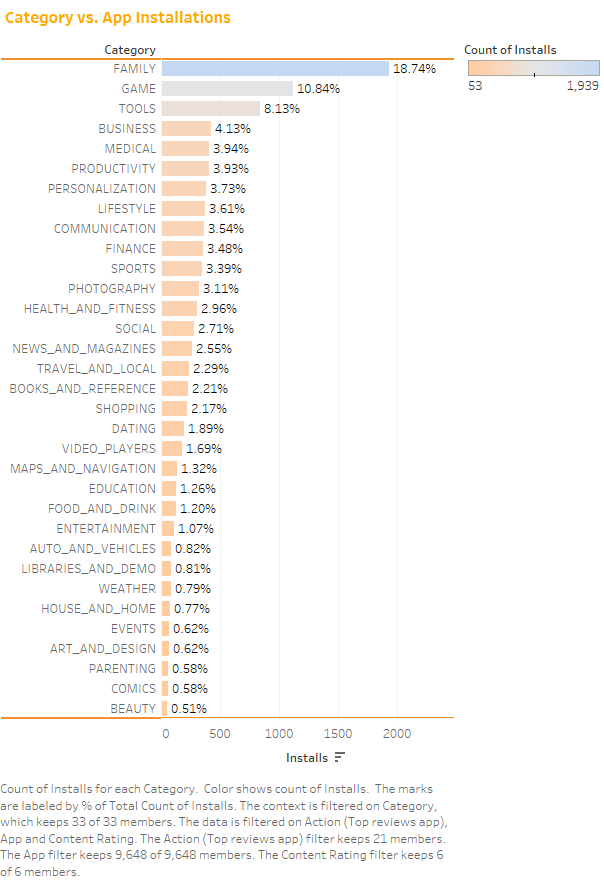 Category vs. App Installations
Category
Count of Installs
53 1,939
FAMILY 18.74%
GAME 10.84%
TOOLS 8.13%
BUSINESS 4.13%
MEDICAL 3.94%
PRODUCTIVITY 3.93%
PERSONALIZATION 3.73%
LIFESTYLE 3.61%
COMMUNICATION 3.54%
FINANCE 3.48%
SPORTS 3.39%
PHOTOGRAPHY 3.11%
HEALTH_AND_FITNESS 2.96%
SOCIAL 2.71%
NEWS_AND_MAGAZINES 2.55%
TRAVEL_AND_LOCAL 2.29%
BOOKS_AND_REFERENCE 2.21%
SHOPPING 2.17%
DATING 1.89%
VIDEO_PLAYERS 1.69%
MAPS_AND_NAVIGATION 1.32%
EDUCATION 1.26%
FOOD_AND_DRINK 1.20%
ENTERTAINMENT 1.07%
AUTO_AND_VEHICLES 0.82%
LIBRARIES_AND_DEMO 0.81%
WEATHER 0.79%
HOUSE_AND_HOME 0.77%
EVENTS 0.62%
ART_AND_DESIGN 0.62%
PARENTING 0.58%
COMICS 0.58%
BEAUTY 0.51%
0 500 1000 1500 2000
Installs
Count of Installs for each Category. Color shows count of Installs. The marks
are labeled by % of Total Count of Installs. The context is filtered on Category,
which keeps 33 of 33 members. The data is filtered on Action (Top reviews app),
App and Content Rating. The Action (Top reviews app) filter keeps 21 members.
The App filter keeps 9,648 of 9,648 members. The Content Rating filter keeps 6
of 6 members.